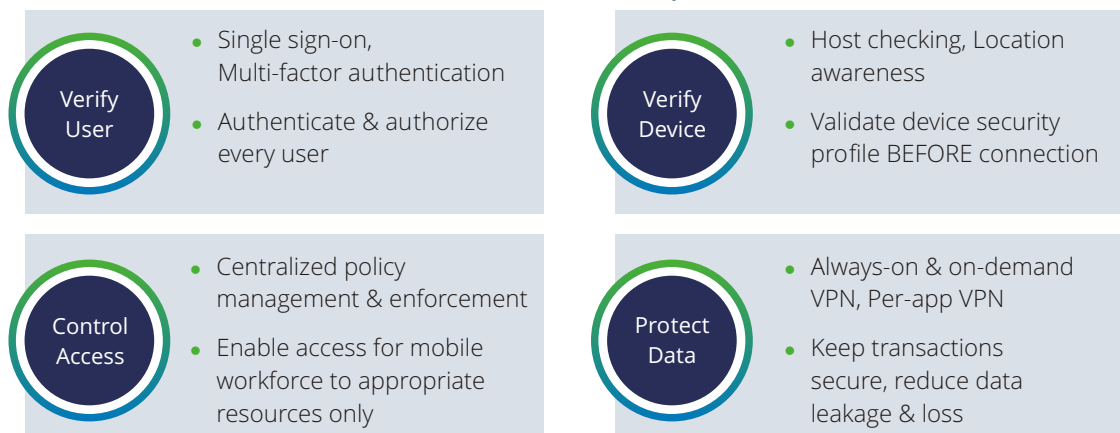 Verify
User
• Single sign-on,
Multi-factor authentication
• Authenticate & authorize
every user
Verify
Device
• Host checking, Location
awareness
• Validate device security
profile BEFORE connection
Control
Access
• Centralized policy
management & enforcement
• Enable access for mobile
workforce to appropriate
resources only
Protect
Data
• Always-on & on-demand
VPN, Per-app VPN
• Keep transactions
secure, reduce data
leakage & loss